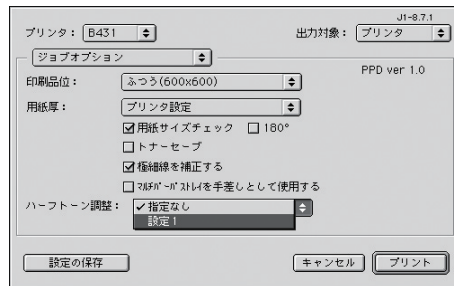 J1-8.7.1
プリンタ： B431 出力対象： プリンタ
ジョブオプション
PPD ver 1.0
印刷品位： ふつう(600x600)
用紙厚： プリンタ設定
用紙サイズチェック 180°
トナーセーブ
極細線を補正する
ﾏﾙﾁﾊﾟｰﾊﾟｽﾄﾚｲを手差しとして使用する
ハーフトーン調整： ✓指定なし
設定1
設定の保存 キャンセル プリント